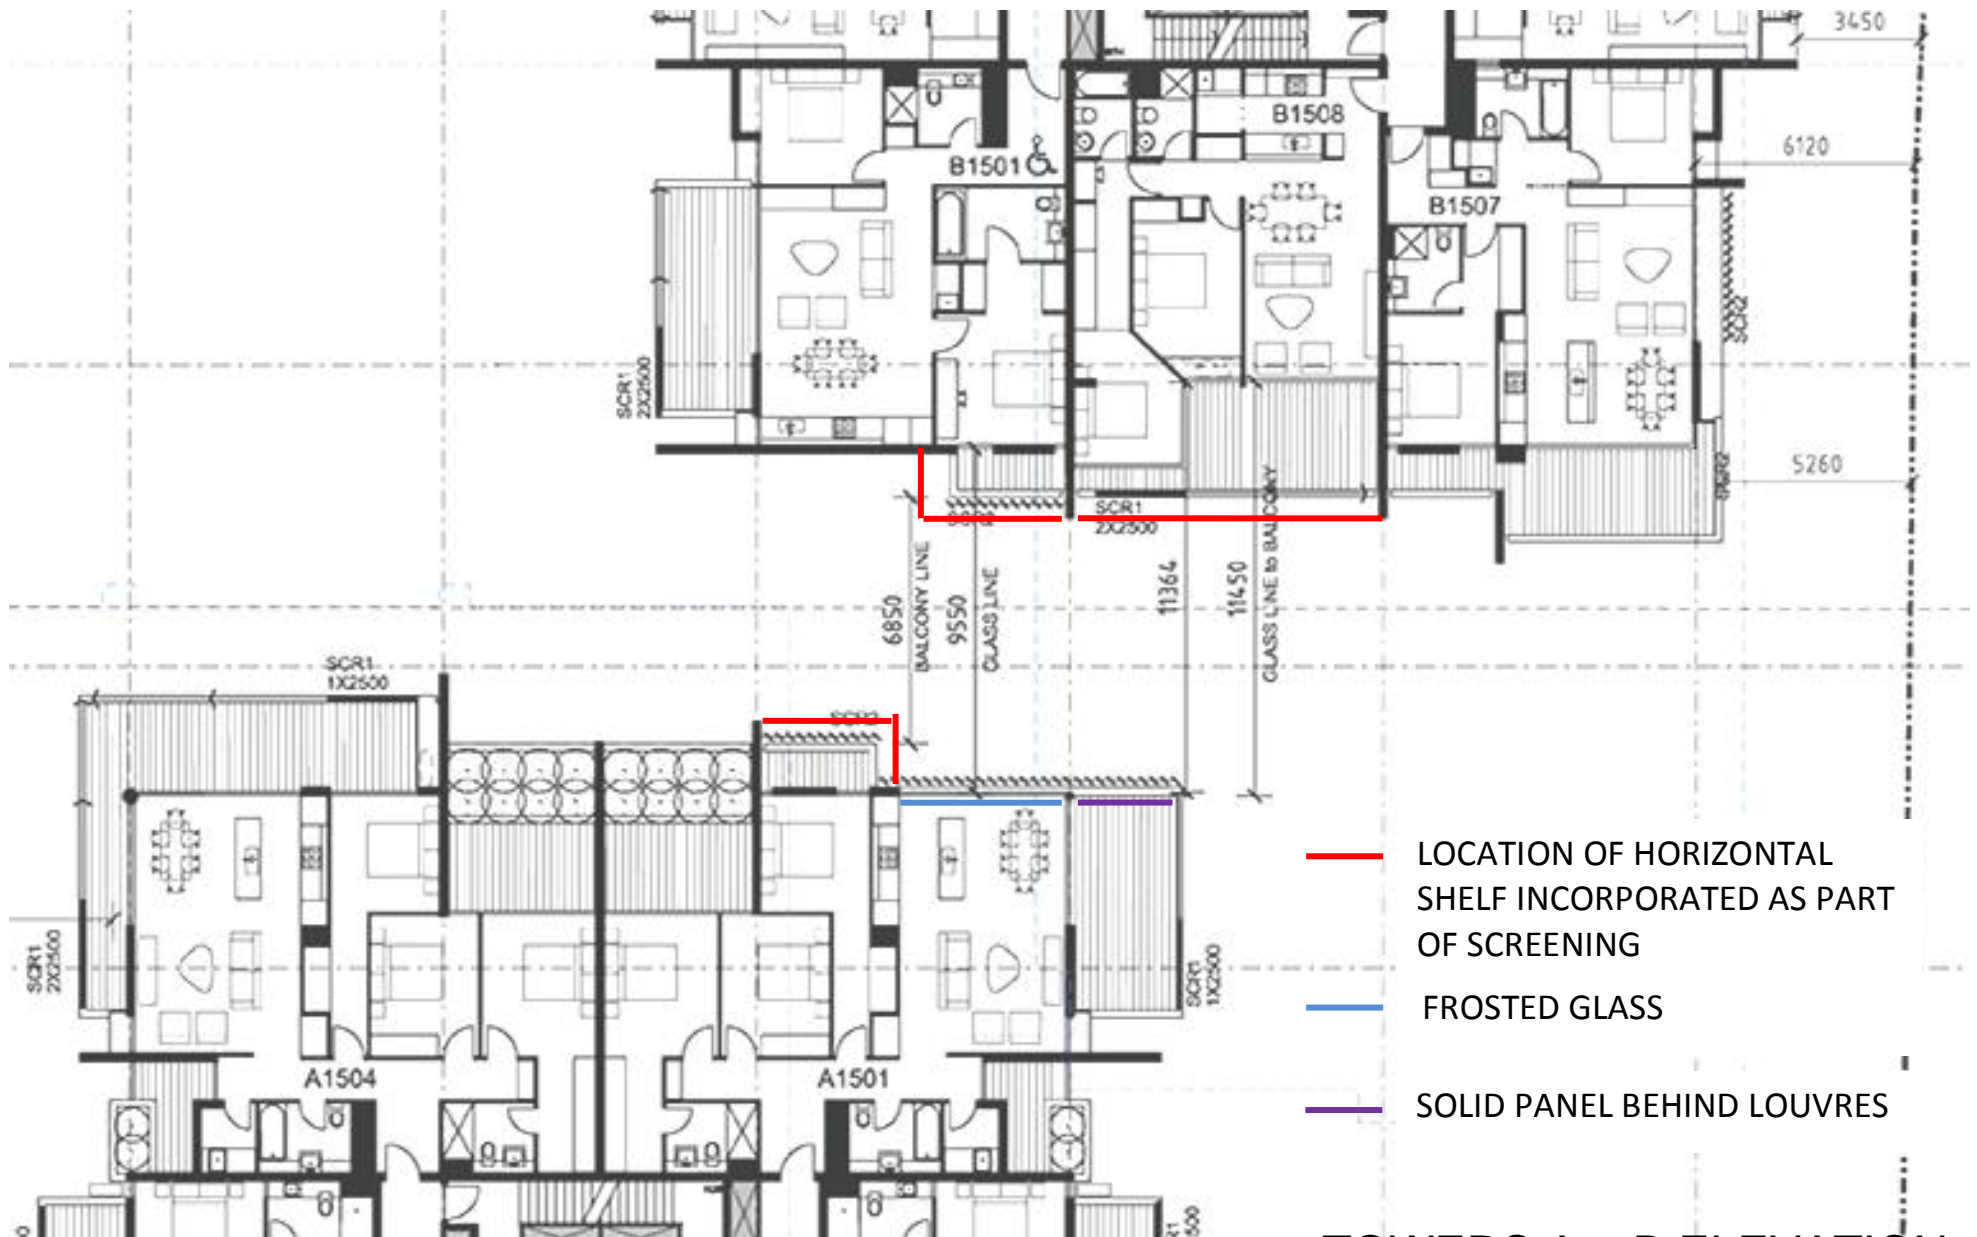 3450
B1508
B1501
6120
B1507
SCR2
SCR1
2X2500
5260
SCR2
SCR1
2X2500
6850
BALCONY LINE
9550
GLASS LINE
11364
11450
GLASS LINE to BALCONY
SCR1
1X2500
SCR2
LOCATION OF HORIZONTAL
SHELF INCORPORATED AS PART
OF SCREENING
SCR1
2X2500
SCR1
1X2500
FROSTED GLASS
A1504
A1501
SOLID PANEL BEHIND LOUVRES